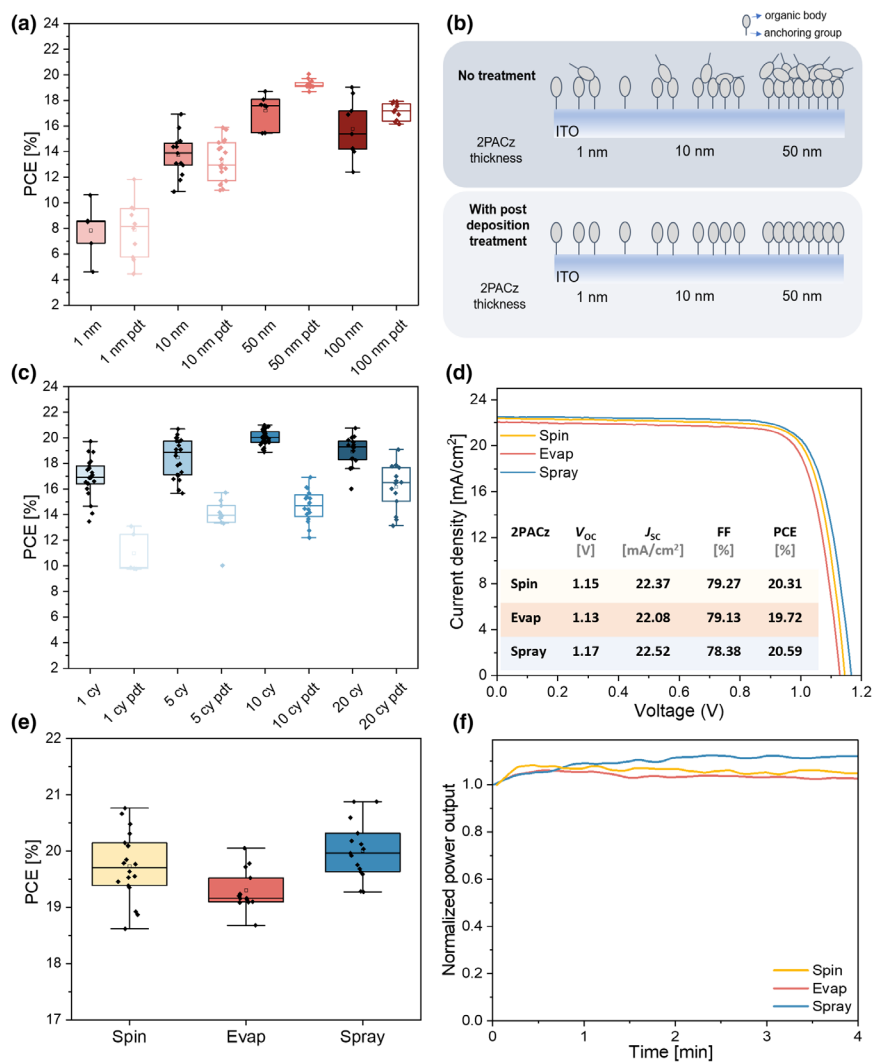 (a)
24
22
20
18
16
14
12
10
8
6
4
2
PCE [%]
1 nm
1 nm pdt
10 nm
10 nm pdt
50 nm
50 nm pdt
100 nm
100 nm pdt
(b)
organic body
anchoring group
No treatment
ITO
2PACz
thickness
1 nm
10 nm
50 nm
With post
deposition
treatment
ITO
2PACz
thickness
1 nm
10 nm
50 nm
(c)
24
22
20
18
16
14
12
10
8
6
4
2
PCE [%]
1 cy
1 cy pdt
5 cy
5 cy pdt
10 cy
10 cy pdt
20 cy
20 cy pdt
(d)
24
20
16
12
8
4
0
Current density [mA/cm²]
Spin
Evap
Spray
2PACz VOC JSC FF PCE
[V] [mA/cm²] [%] [%]
Spin 1.15 22.37 79.27 20.31
Evap 1.13 22.08 79.13 19.72
Spray 1.17 22.52 78.38 20.59
0.0 0.2 0.4 0.6 0.8 1.0 1.2
Voltage (V)
(e)
22
21
20
19
18
17
PCE [%]
Spin Evap Spray
(f)
1.0
0.8
0.6
0.4
0.2
0.0
Normalized power output
Spin
Evap
Spray
0 1 2 3 4
Time [min]